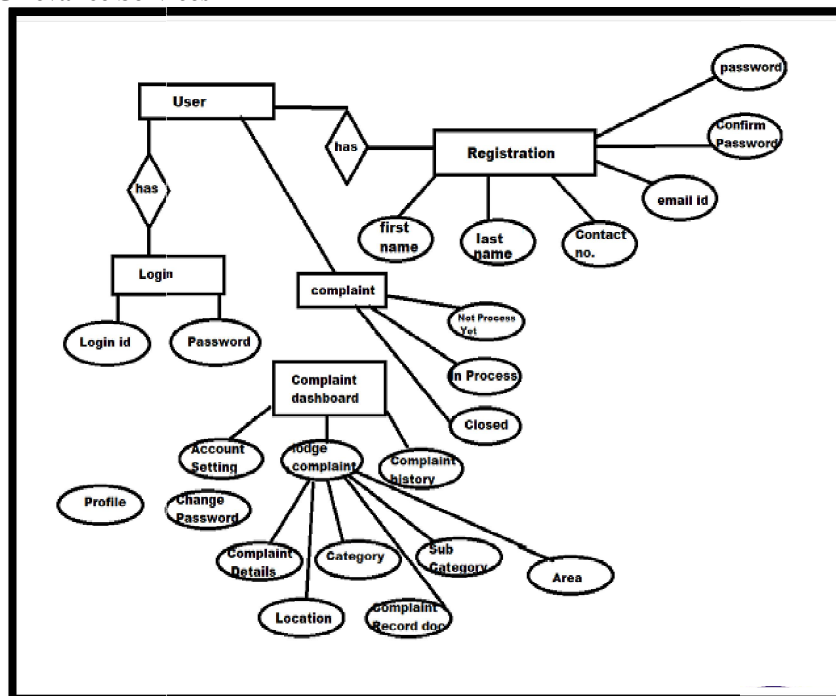 User
has
Registration
password
Confirm
Password
email id
Contact
no.
last
name
first
name
has
Login
Login id
Password
complaint
Not Process
Yet
In Process
Closed
Complaint
dashboard
Account
Setting
lodge
complaint
Complaint
history
Profile
Change
Password
Complaint
Details
Category
Sub
Category
Area
Location
Complaint
Record doc